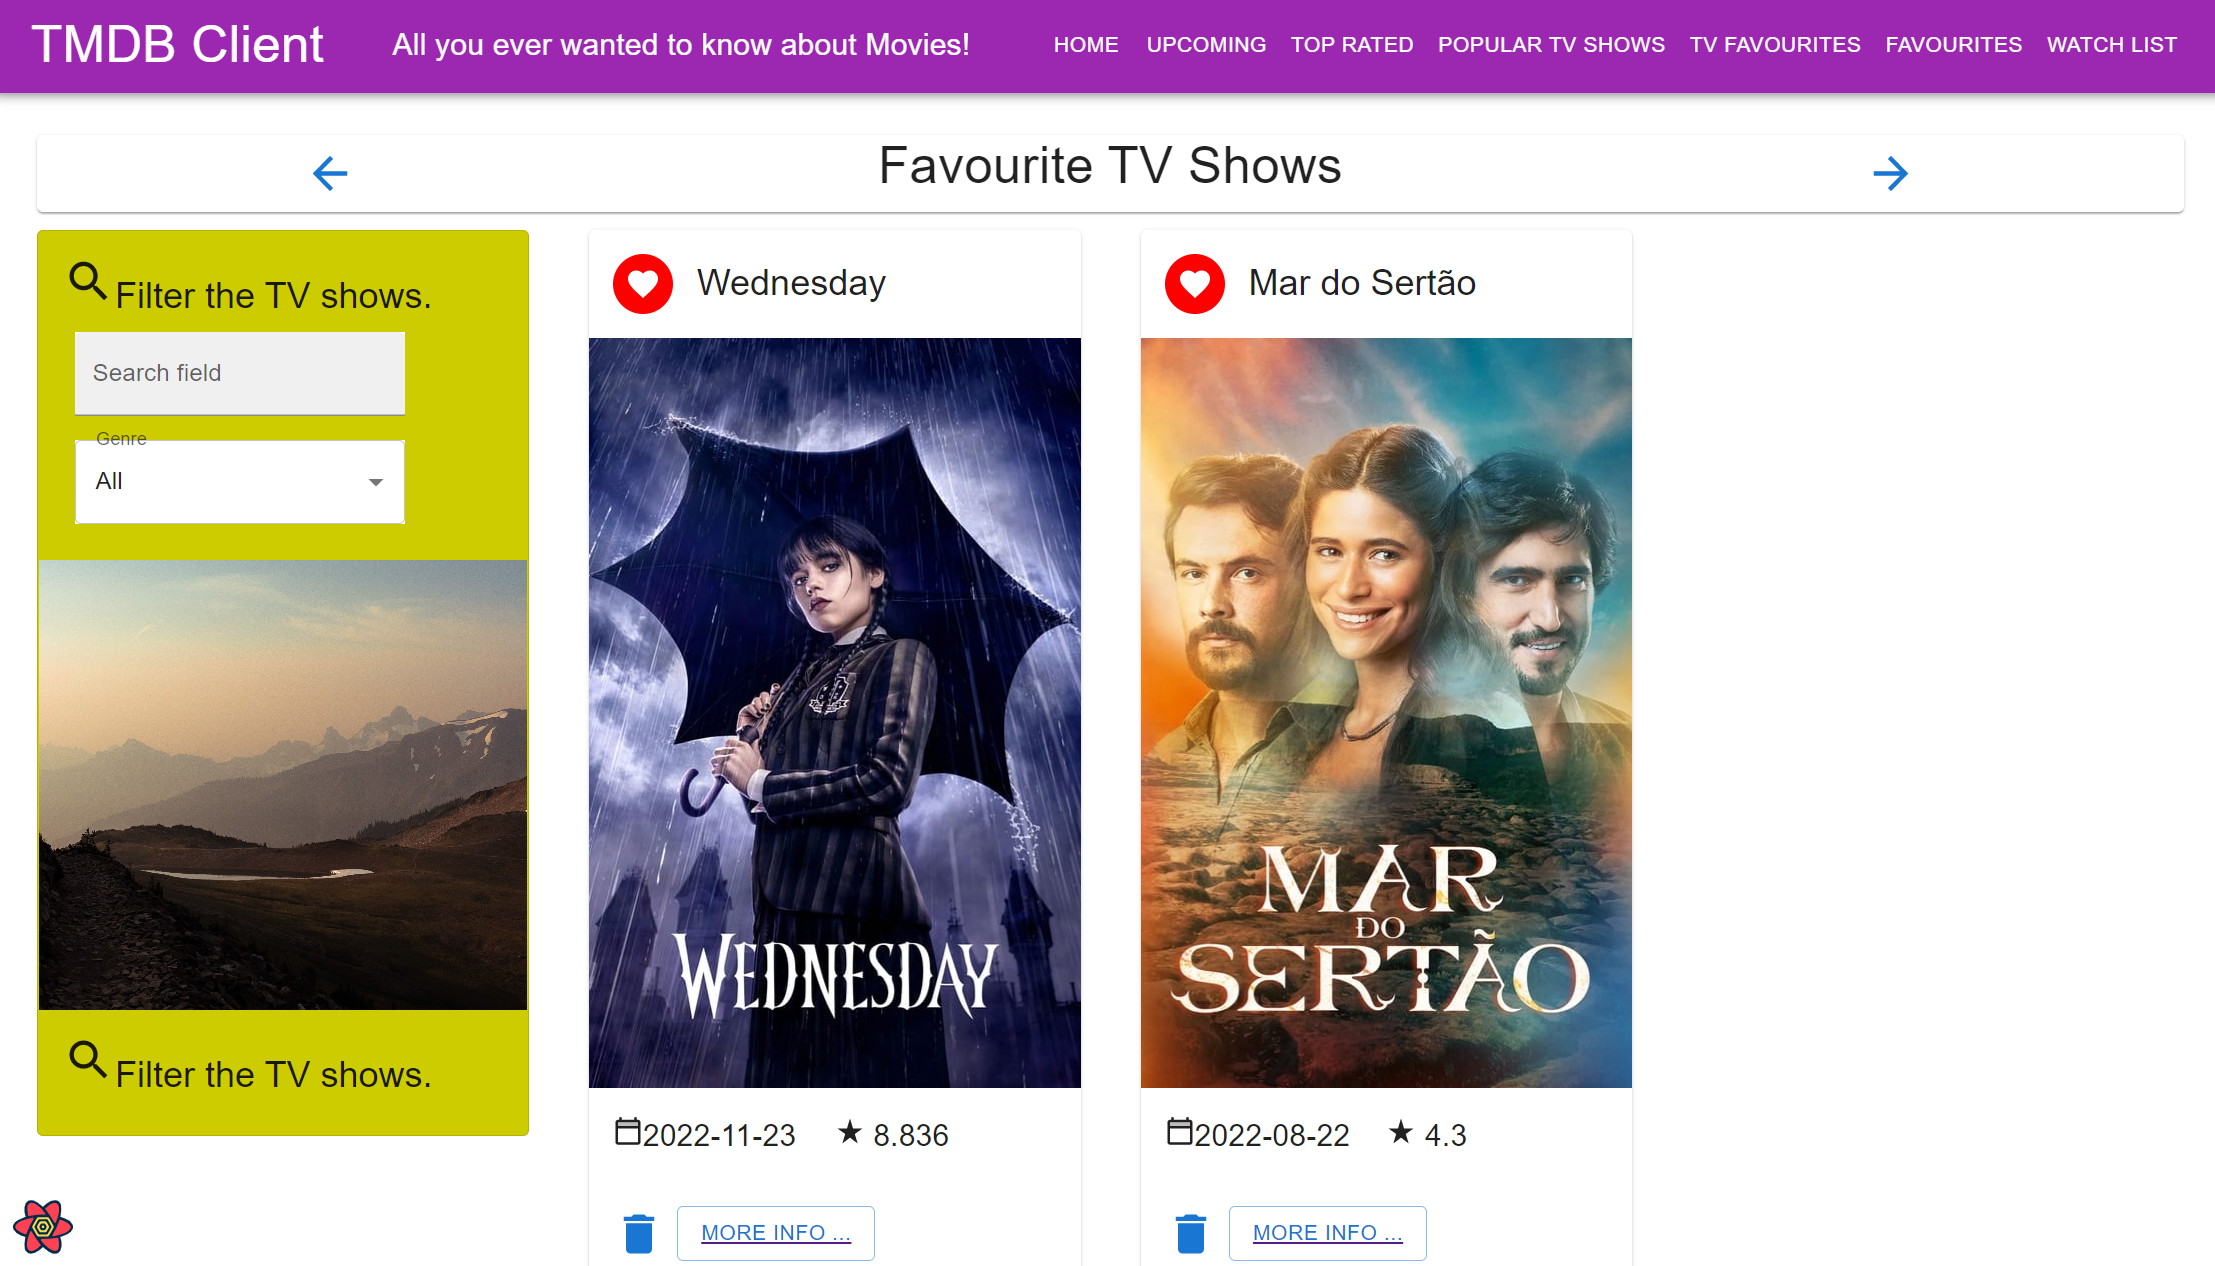 TMDB Client
All you ever wanted to know about Movies!
HOME UPCOMING TOP RATED POPULAR TV SHOWS TV FAVOURITES FAVOURITES WATCH LIST
Favourite TV Shows
Filter the TV shows.
Search field
Genre
All
Filter the TV shows.
Wednesday
WEDNESDAY
2022-11-23 8.836
MORE INFO ...
Mar do Sertão
MAR
DO
SERTÃO
2022-08-22 4.3
MORE INFO ...